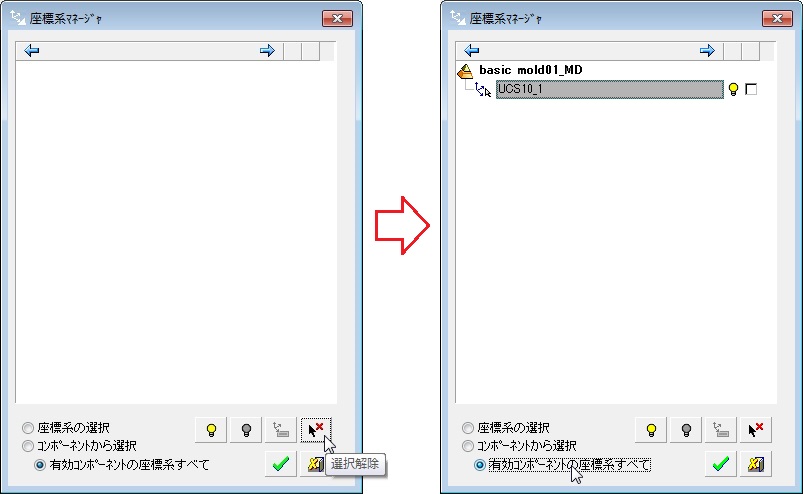 座標系ﾏﾈｰｼﾞｬ
座標系の選択
ｺﾝﾎﾟｰﾈﾝﾄから選択
有効ｺﾝﾎﾟｰﾈﾝﾄの座標系すべて
選択解除
座標系ﾏﾈｰｼﾞｬ
basic mold01_MD
UCS10_1
座標系の選択
ｺﾝﾎﾟｰﾈﾝﾄから選択
有効ｺﾝﾎﾟｰﾈﾝﾄの座標系すべて